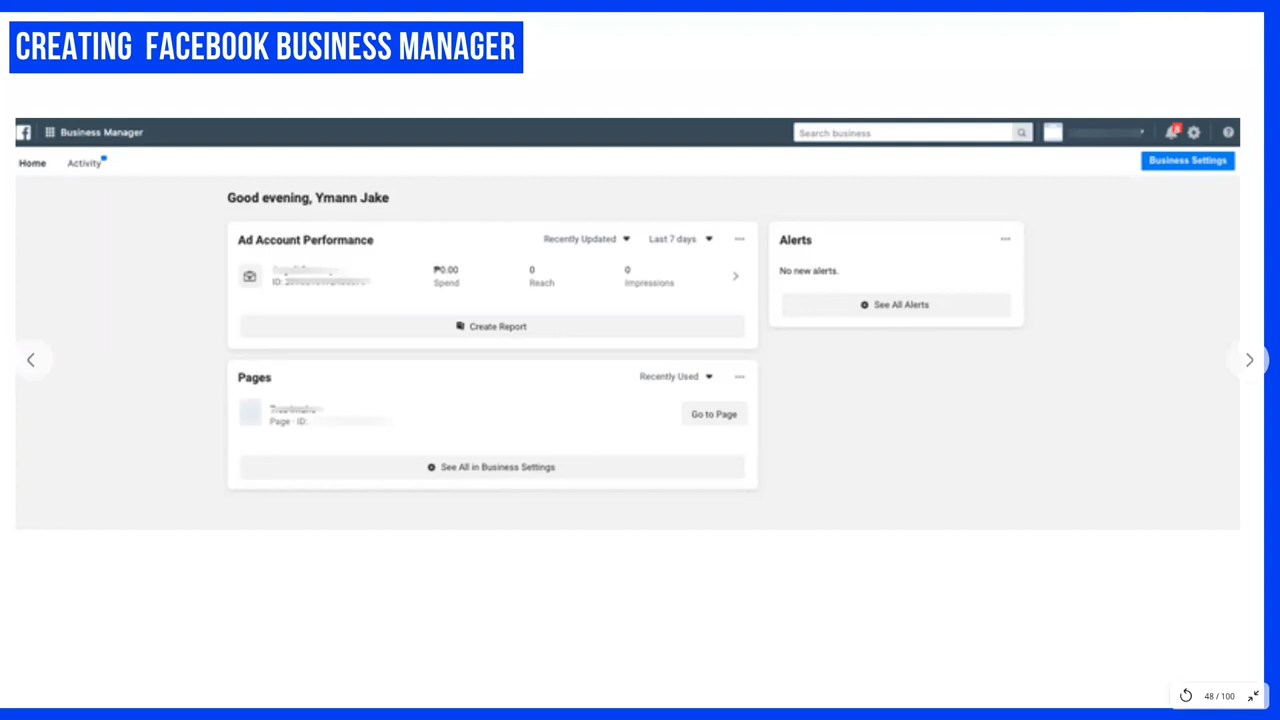 CREATING FACEBOOK BUSINESS MANAGER
Business Manager
Search business
Home Activity
Business Settings
Good evening, Ymann Jake
Ad Account Performance
Recently Updated Last 7 days
₱0.00 0 0
ID:
Spend Reach Impressions
Create Report
Alerts
No new alerts.
See All Alerts
Pages
Recently Used
Page · ID:
Go to Page
See All in Business Settings
48 / 100